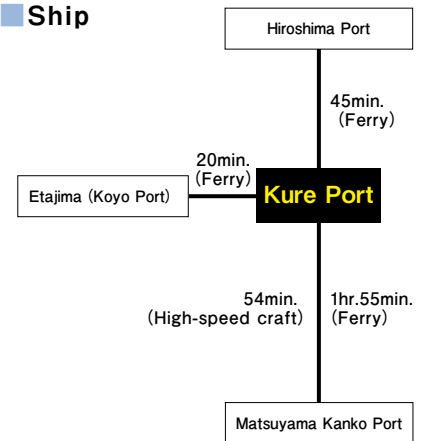 Ship
Hiroshima Port
45min.
(Ferry)
20min.
(Ferry)
Etajima (Koyo Port)
Kure Port
54min.
(High-speed craft)
1hr.55min.
(Ferry)
Matsuyama Kanko Port